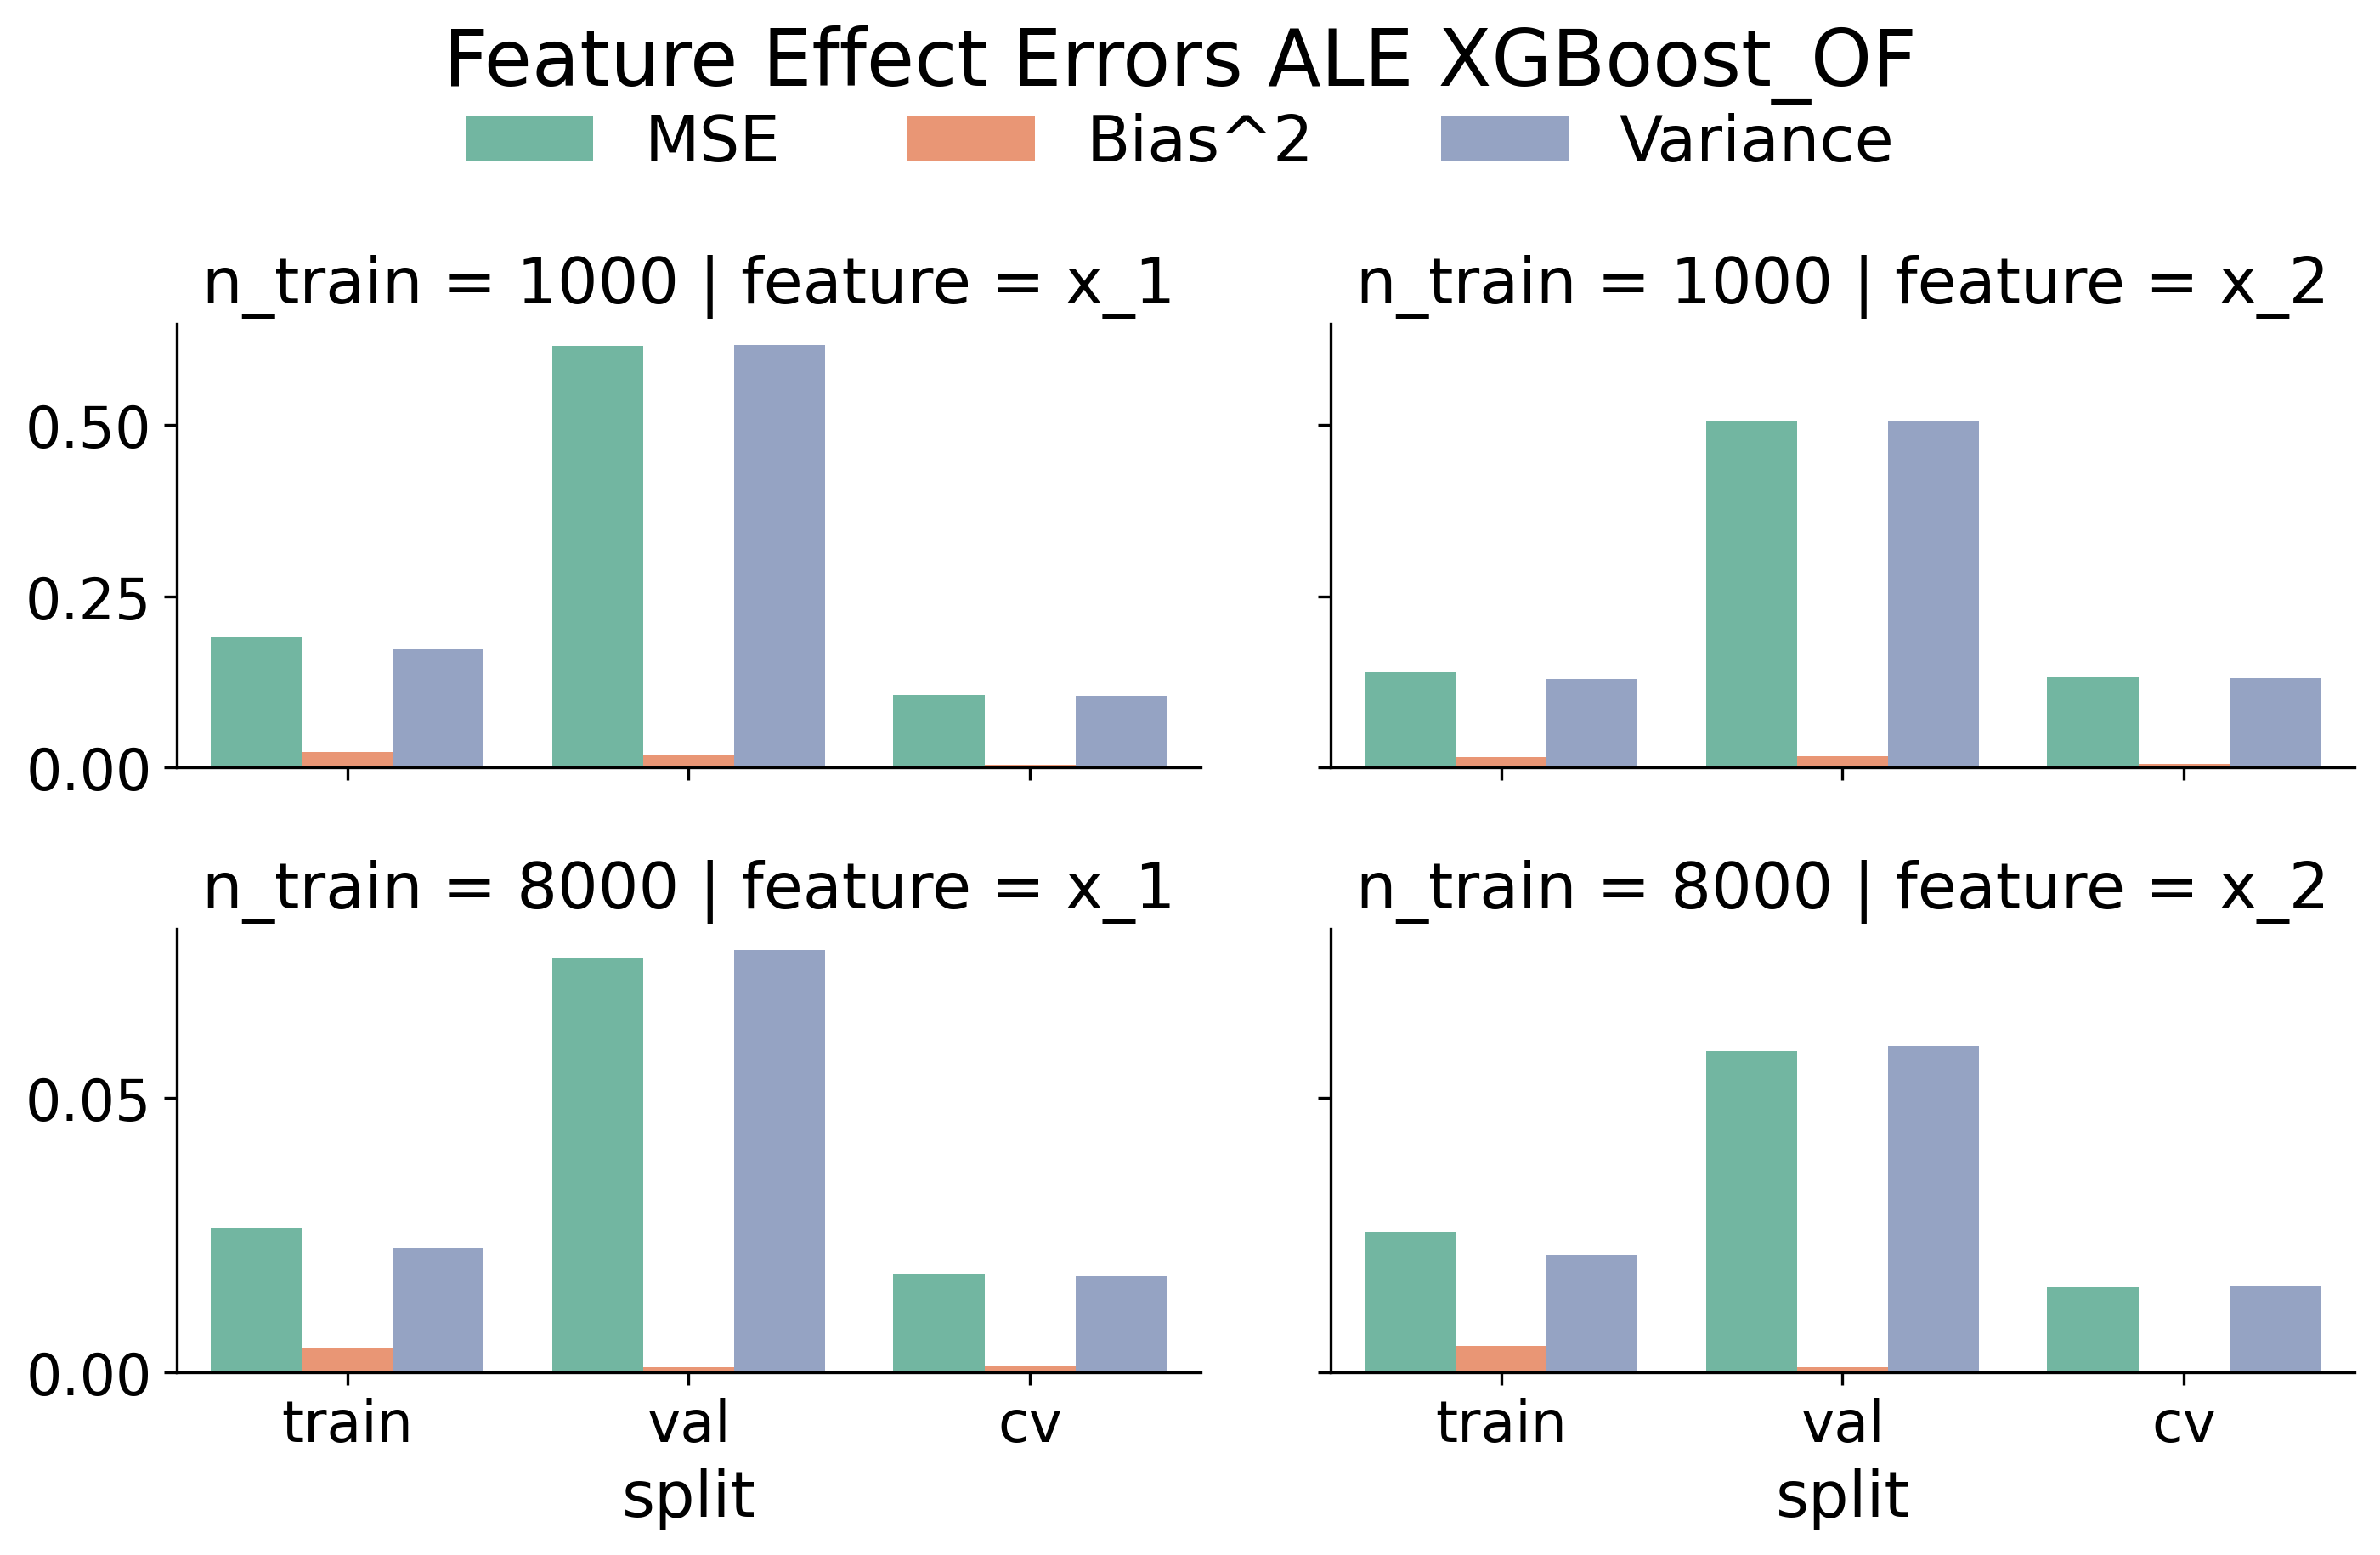 Feature Effect Errors ALE XGBoost_OF
MSE Bias^2 Variance
n_train = 1000 | feature = x_1
n_train = 1000 | feature = x_2
0.50
0.25
0.00
n_train = 8000 | feature = x_1
n_train = 8000 | feature = x_2
0.05
0.00
train val cv
split
train val cv
split